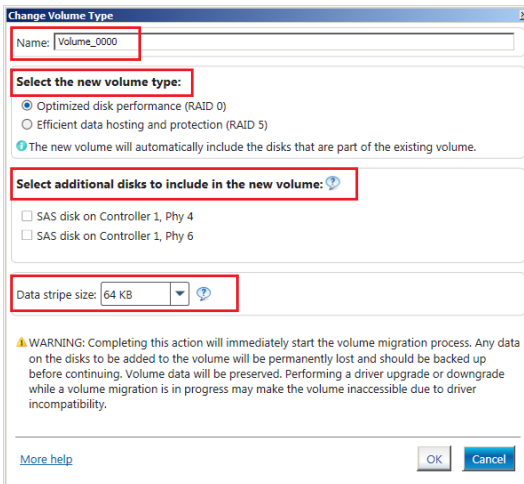 Change Volume Type
Name: Volume_0000
Select the new volume type:
Optimized disk performance (RAID 0)
Efficient data hosting and protection (RAID 5)
The new volume will automatically include the disks that are part of the existing volume.
Select additional disks to include in the new volume:
SAS disk on Controller 1, Phy 4
SAS disk on Controller 1, Phy 6
Data stripe size: 64 KB
WARNING: Completing this action will immediately start the volume migration process. Any data
on the disks to be added to the volume will be permanently lost and should be backed up
before continuing. Volume data will be preserved. Performing a driver upgrade or downgrade
while a volume migration is in progress may make the volume inaccessible due to driver
incompatibility.
More help OK Cancel